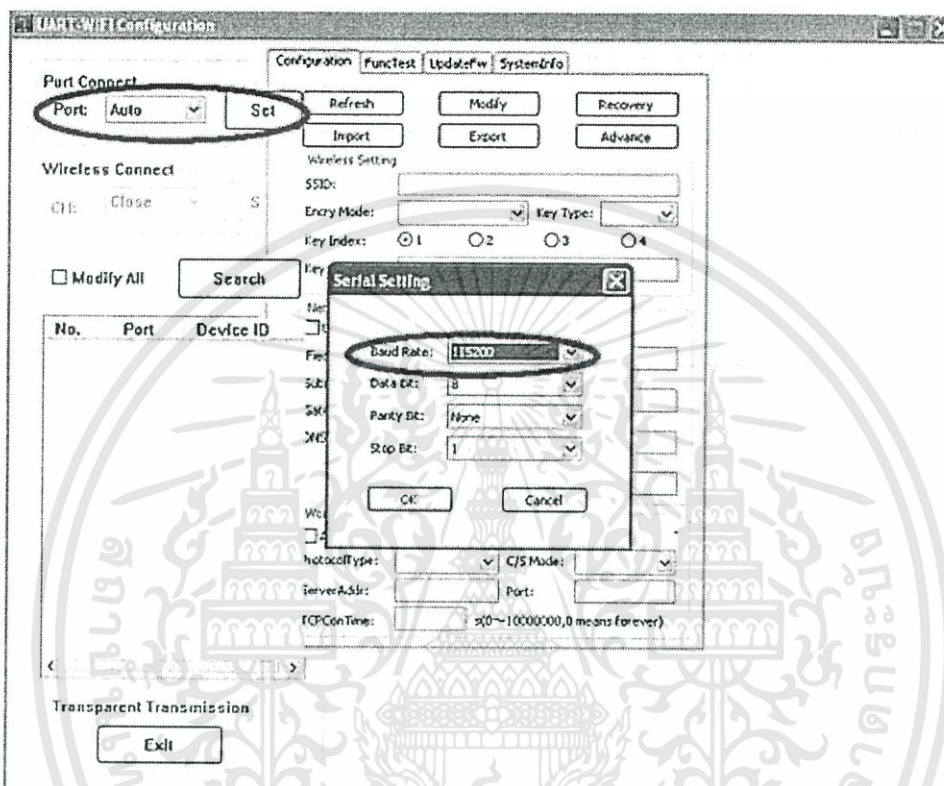 UART-WIFI Configuration
Port Connect
Port: Auto Set
Wireless Connect
CH: Close S
Modify All Search
No. Port Device ID
Transparent Transmission
Exit
Configuration FuncTest UpdateFw SystemInfo
Refresh Modify Recovery
Import Export Advance
Wireless Setting
SSID:
Encry Mode: Key Type:
Key Index: 1 2 3 4
Key
Serial Setting
Baud Rate: 115200
Data Bit: 8
Parity Bit: None
Stop Bit: 1
OK Cancel
ProtocolType: C/S Mode:
ServerAddr: Port:
TCPConTime: s(0~10000000,0 means forever)